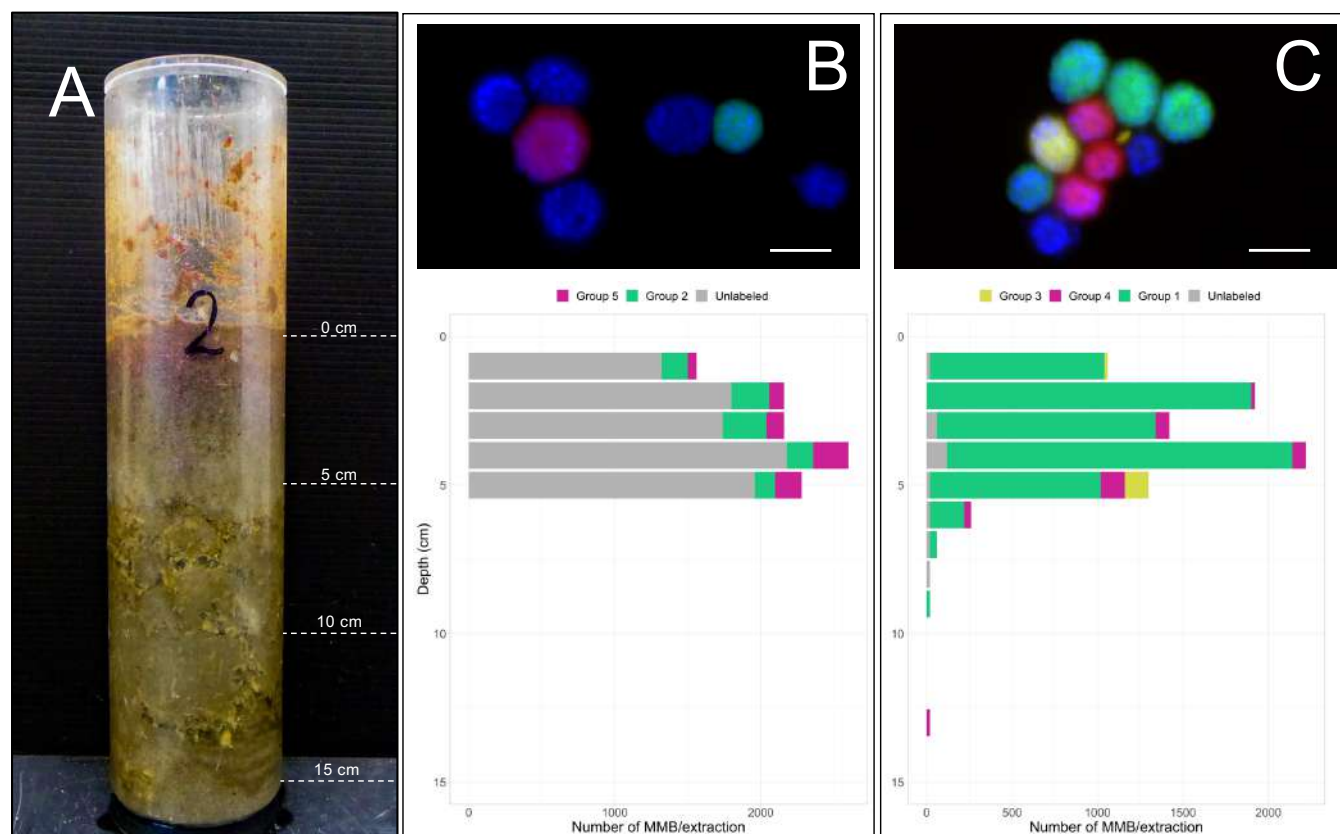 A
2
0 cm
5 cm
10 cm
15 cm
B
Group 5 Group 2 Unlabeled
Depth (cm)
0
5
10
15
0 1000 2000
Number of MMB/extraction
C
Group 3 Group 4 Group 1 Unlabeled
0
5
10
15
0 500 1000 1500 2000
Number of MMB/extraction